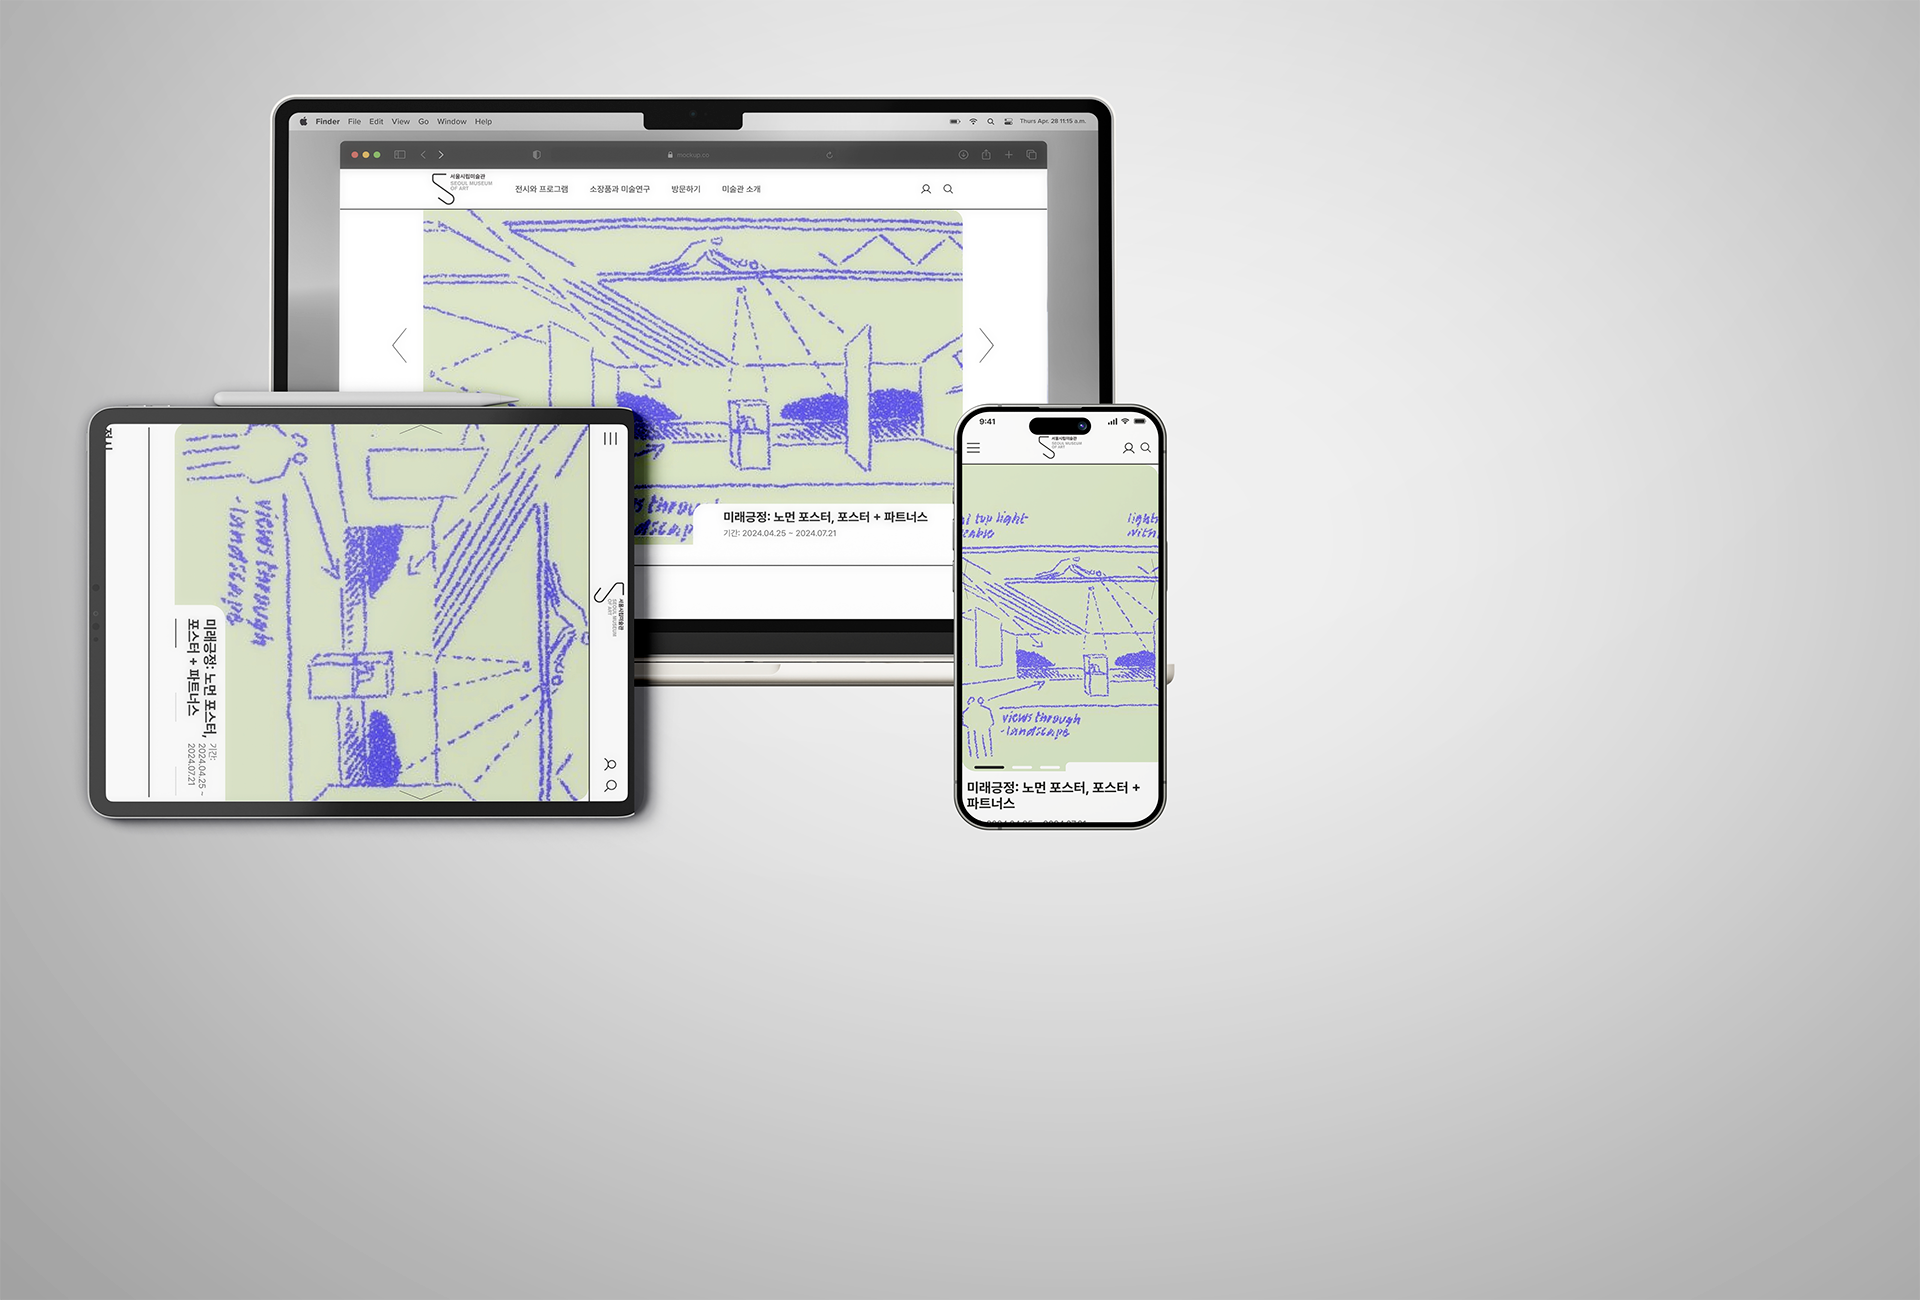 Finder File Edit View Go Window Help
Thurs Apr. 28 11:15 a.m.
mockup.co
서울시립미술관
SEOUL MUSEUM
OF ART
전시와 프로그램 소장품과 미술연구 방문하기 미술관 소개
views throu
landscap
미래긍정: 노먼 포스터, 포스터 + 파트너스
기간: 2024.04.25 ~ 2024.07.21
서울시립미술관
SEOUL MUSEUM
OF ART
views through
-landscape
미래긍정: 노먼 포스터,
포스터 + 파트너스
기간:
2024.04.25 ~
2024.07.21
9:41
서울시립미술관
SEOUL MUSEUM
OF ART
top light
light
with
views through
-landscape
미래긍정: 노먼 포스터, 포스터 +
파트너스